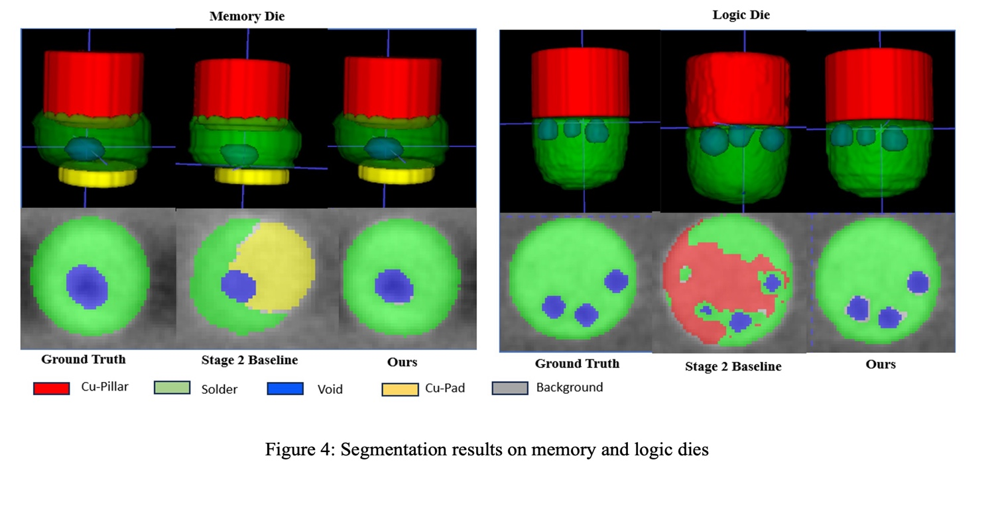 Memory Die
Logic Die
Ground Truth
Stage 2 Baseline
Ours
Ground Truth
Stage 2 Baseline
Ours
Cu-Pillar
Solder
Void
Cu-Pad
Background
Figure 4: Segmentation results on memory and logic dies